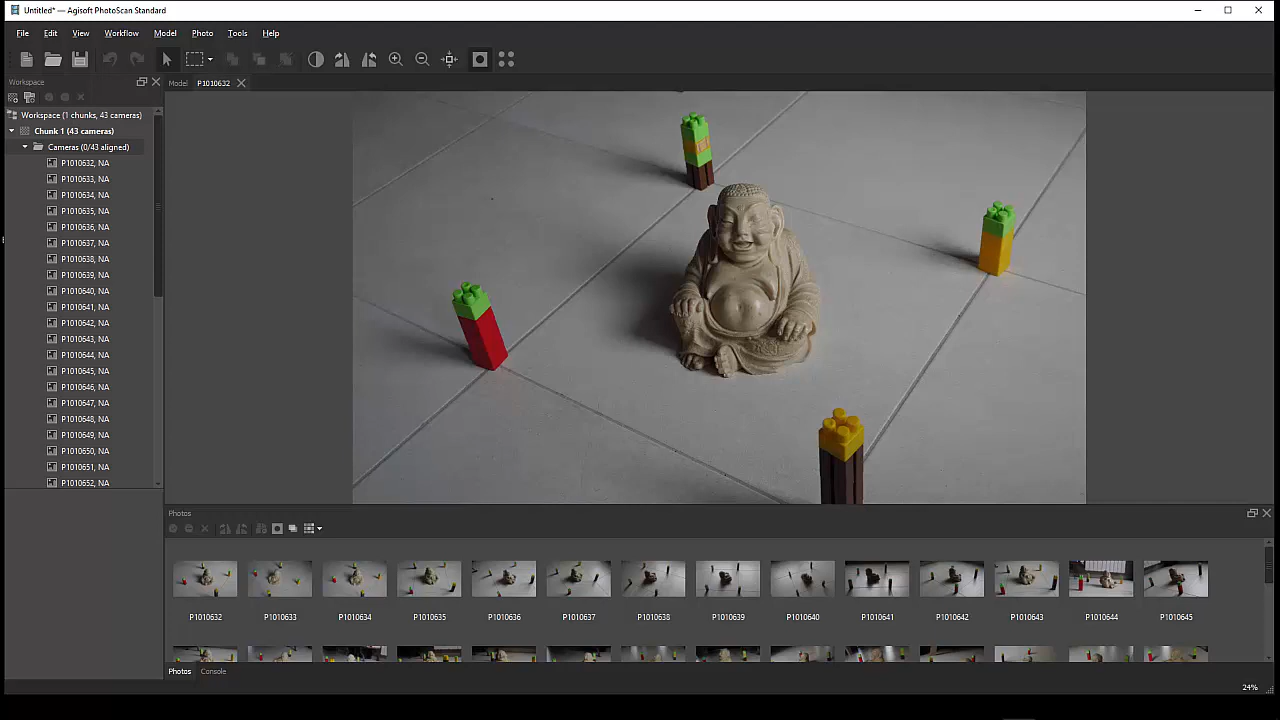 Untitled* — Agisoft PhotoScan Standard
File Edit View Workflow Model Photo Tools Help
Workspace
Model P1010632
Workspace (1 chunks, 43 cameras)
Chunk 1 (43 cameras)
Cameras (0/43 aligned)
P1010632, NA
P1010633, NA
P1010634, NA
P1010635, NA
P1010636, NA
P1010637, NA
P1010638, NA
P1010639, NA
P1010640, NA
P1010641, NA
P1010642, NA
P1010643, NA
P1010644, NA
P1010645, NA
P1010646, NA
P1010647, NA
P1010648, NA
P1010649, NA
P1010650, NA
P1010651, NA
P1010652, NA
Photos
P1010632 P1010633 P1010634 P1010635 P1010636 P1010637 P1010638 P1010639 P1010640 P1010641 P1010642 P1010643 P1010644 P1010645
Photos Console
24%